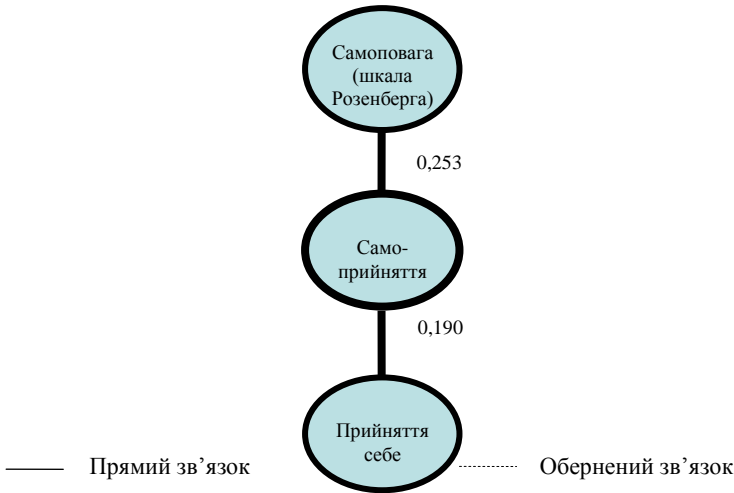 Самоповага
(шкала
Розенберга)
0,253
Само-
прийняття
0,190
Прийняття
себе
Прямий зв’язок
Обернений зв’язок